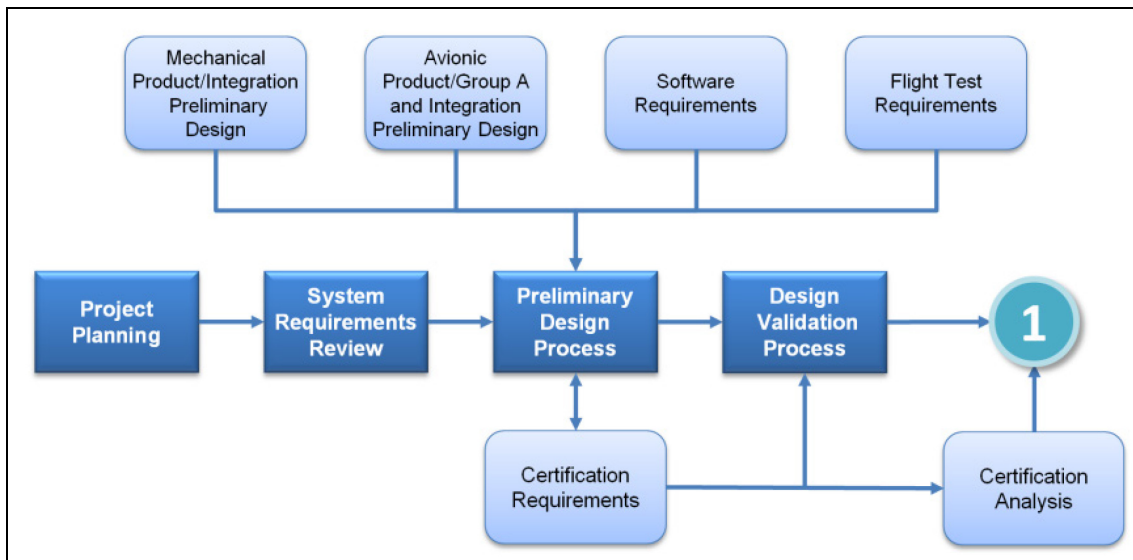 Mechanical
Product/Integration
Preliminary
Design
Avionic
Product/Group A
and Integration
Preliminary Design
Software
Requirements
Flight Test
Requirements
Project
Planning
System
Requirements
Review
Preliminary
Design
Process
Design
Validation
Process
1
Certification
Requirements
Certification
Analysis